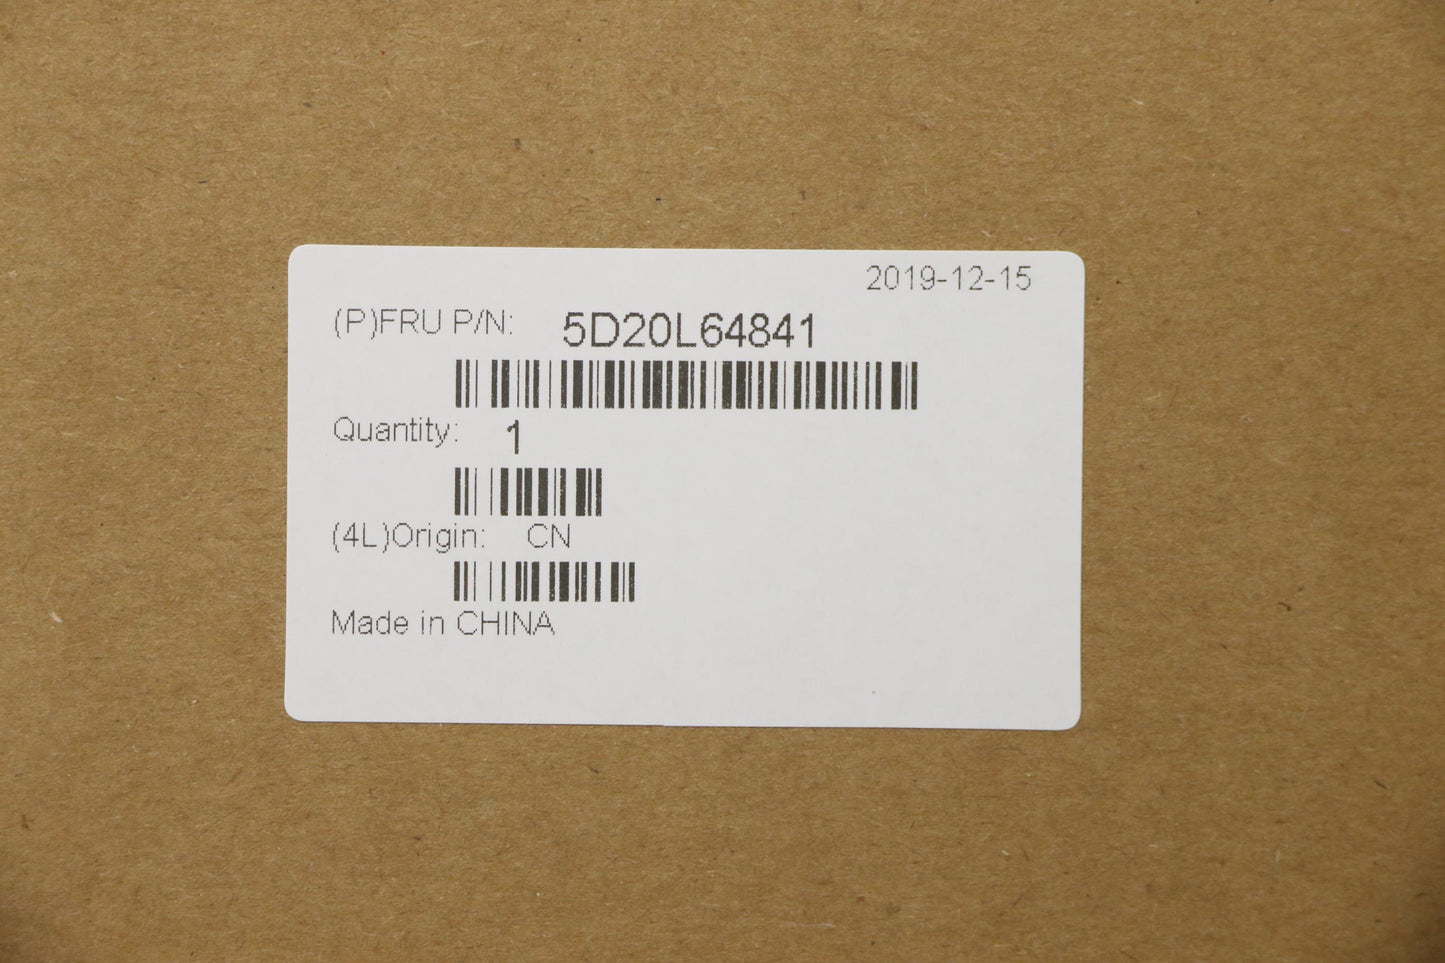 2019-12-15
(P)FRU P/N: 5D20L64841
Quantity: 1
(4L)Origin: CN
Made in CHINA